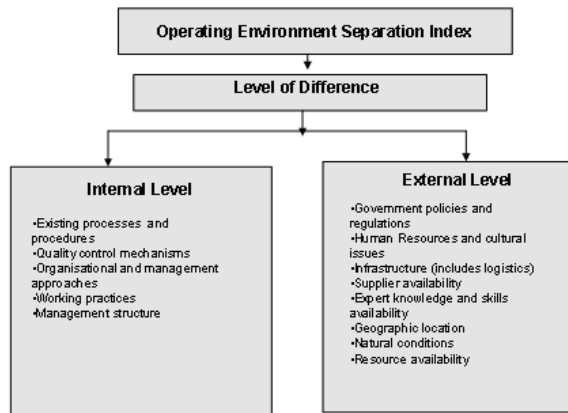 Operating Environment Separation Index
Level of Difference
Internal Level
•Existing processes and
procedures
•Quality control mechanisms
•Organisational and management
approaches
•Working practices
•Management structure
External Level
•Government policies and
regulations
•Human Resources and cultural
issues
•Infrastructure (includes logistics)
•Supplier availability
•Expert knowledge and skills
availability
•Geographic location
•Natural conditions
•Resource availability